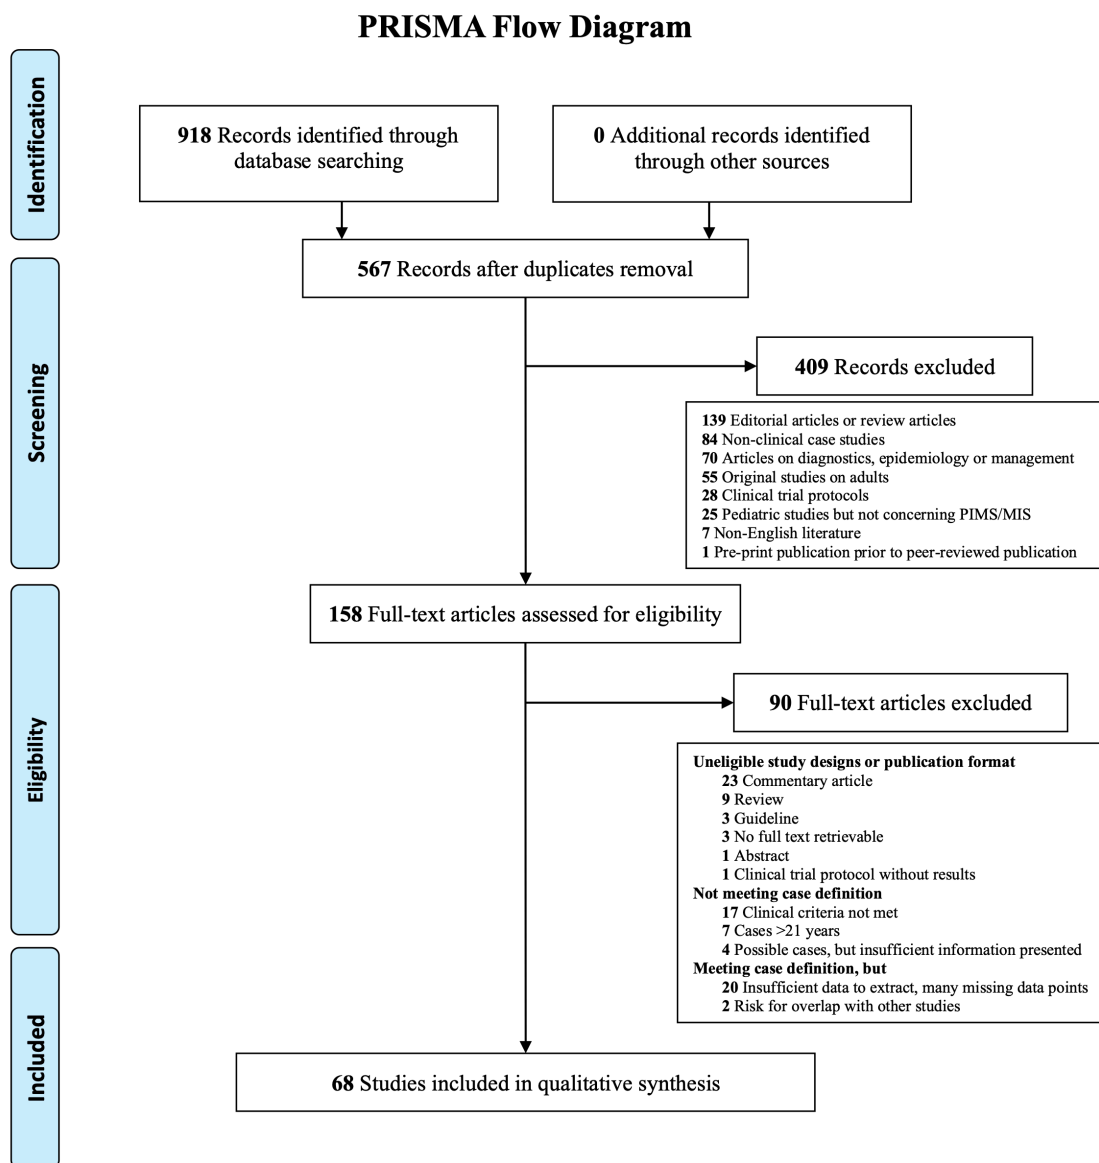 PRISMA Flow Diagram
Identification
918 Records identified through
database searching
0 Additional records identified
through other sources
567 Records after duplicates removal
Screening
409 Records excluded
139 Editorial articles or review articles
84 Non-clinical case studies
70 Articles on diagnostics, epidemiology or management
55 Original studies on adults
28 Clinical trial protocols
25 Pediatric studies but not concerning PIMS/MIS
7 Non-English literature
1 Pre-print publication prior to peer-reviewed publication
Eligibility
158 Full-text articles assessed for eligibility
90 Full-text articles excluded
Uneligible study designs or publication format
23 Commentary article
9 Review
3 Guideline
3 No full text retrievable
1 Abstract
1 Clinical trial protocol without results
Not meeting case definition
17 Clinical criteria not met
7 Cases >21 years
4 Possible cases, but insufficient information presented
Meeting case definition, but
20 Insufficient data to extract, many missing data points
2 Risk for overlap with other studies
Included
68 Studies included in qualitative synthesis